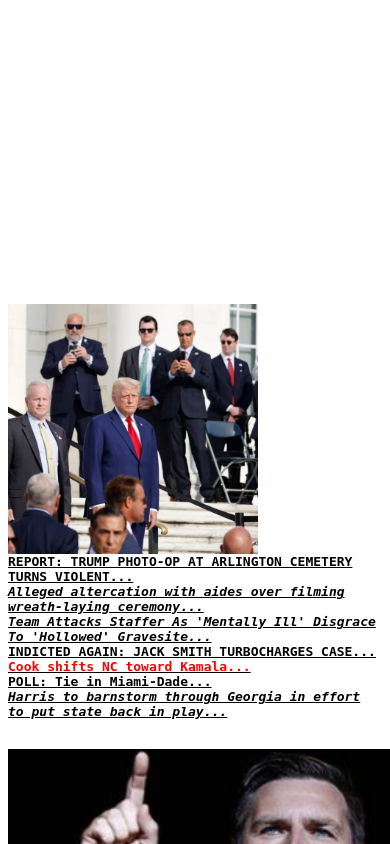 REPORT: TRUMP PHOTO-OP AT ARLINGTON CEMETERY
TURNS VIOLENT...
Alleged altercation with aides over filming
wreath-laying ceremony...
Team Attacks Staffer As 'Mentally Ill' Disgrace
To 'Hollowed' Gravesite...
INDICTED AGAIN: JACK SMITH TURBOCHARGES CASE...
Cook shifts NC toward Kamala...
POLL: Tie in Miami-Dade...
Harris to barnstorm through Georgia in effort
to put state back in play...